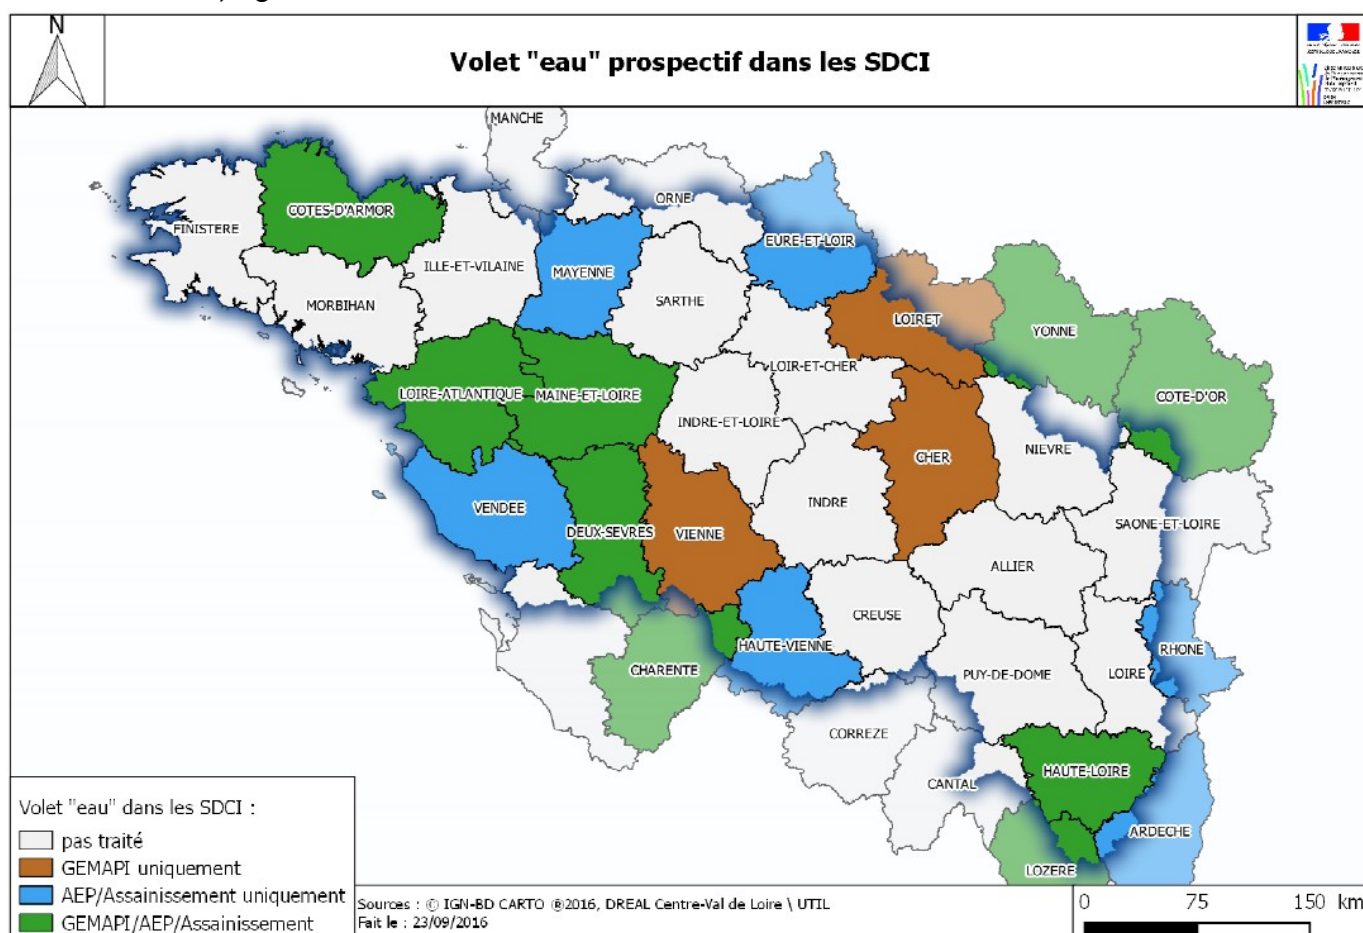 N
Volet "eau" prospectif dans les SDCI
MANCHE
ORNE
COTES-D'ARMOR
FINISTERE
EURE-ET-LOIR
ILLE-ET-VILAINE
MAYENNE
SARTHE
MORBIHAN
LOIRET
YONNE
LOIR-ET-CHER
LOIRE-ATLANTIQUE
MAINE-ET-LOIRE
COTE-D'OR
INDRE-ET-LOIRE
NIEVRE
CHER
VENDEE
INDRE
SAONE-ET-LOIRE
DEUX-SEVRES
VIENNE
ALLIER
CREUSE
HAUTE-VIENNE
RHONE
CHARENTE
PUY-DE-DOME
LOIRE
CORREZE
HAUTE-LOIRE
CANTAL
ARDECHE
LOZERE
Volet "eau" dans les SDCI :
pas traité
GEMAPI uniquement
AEP/Assainissement uniquement
GEMAPI/AEP/Assainissement
Sources : © IGN-BD CARTO ®2016, DREAL Centre-Val de Loire \ UTIL
Fait le : 23/09/2016
0 75 150 km